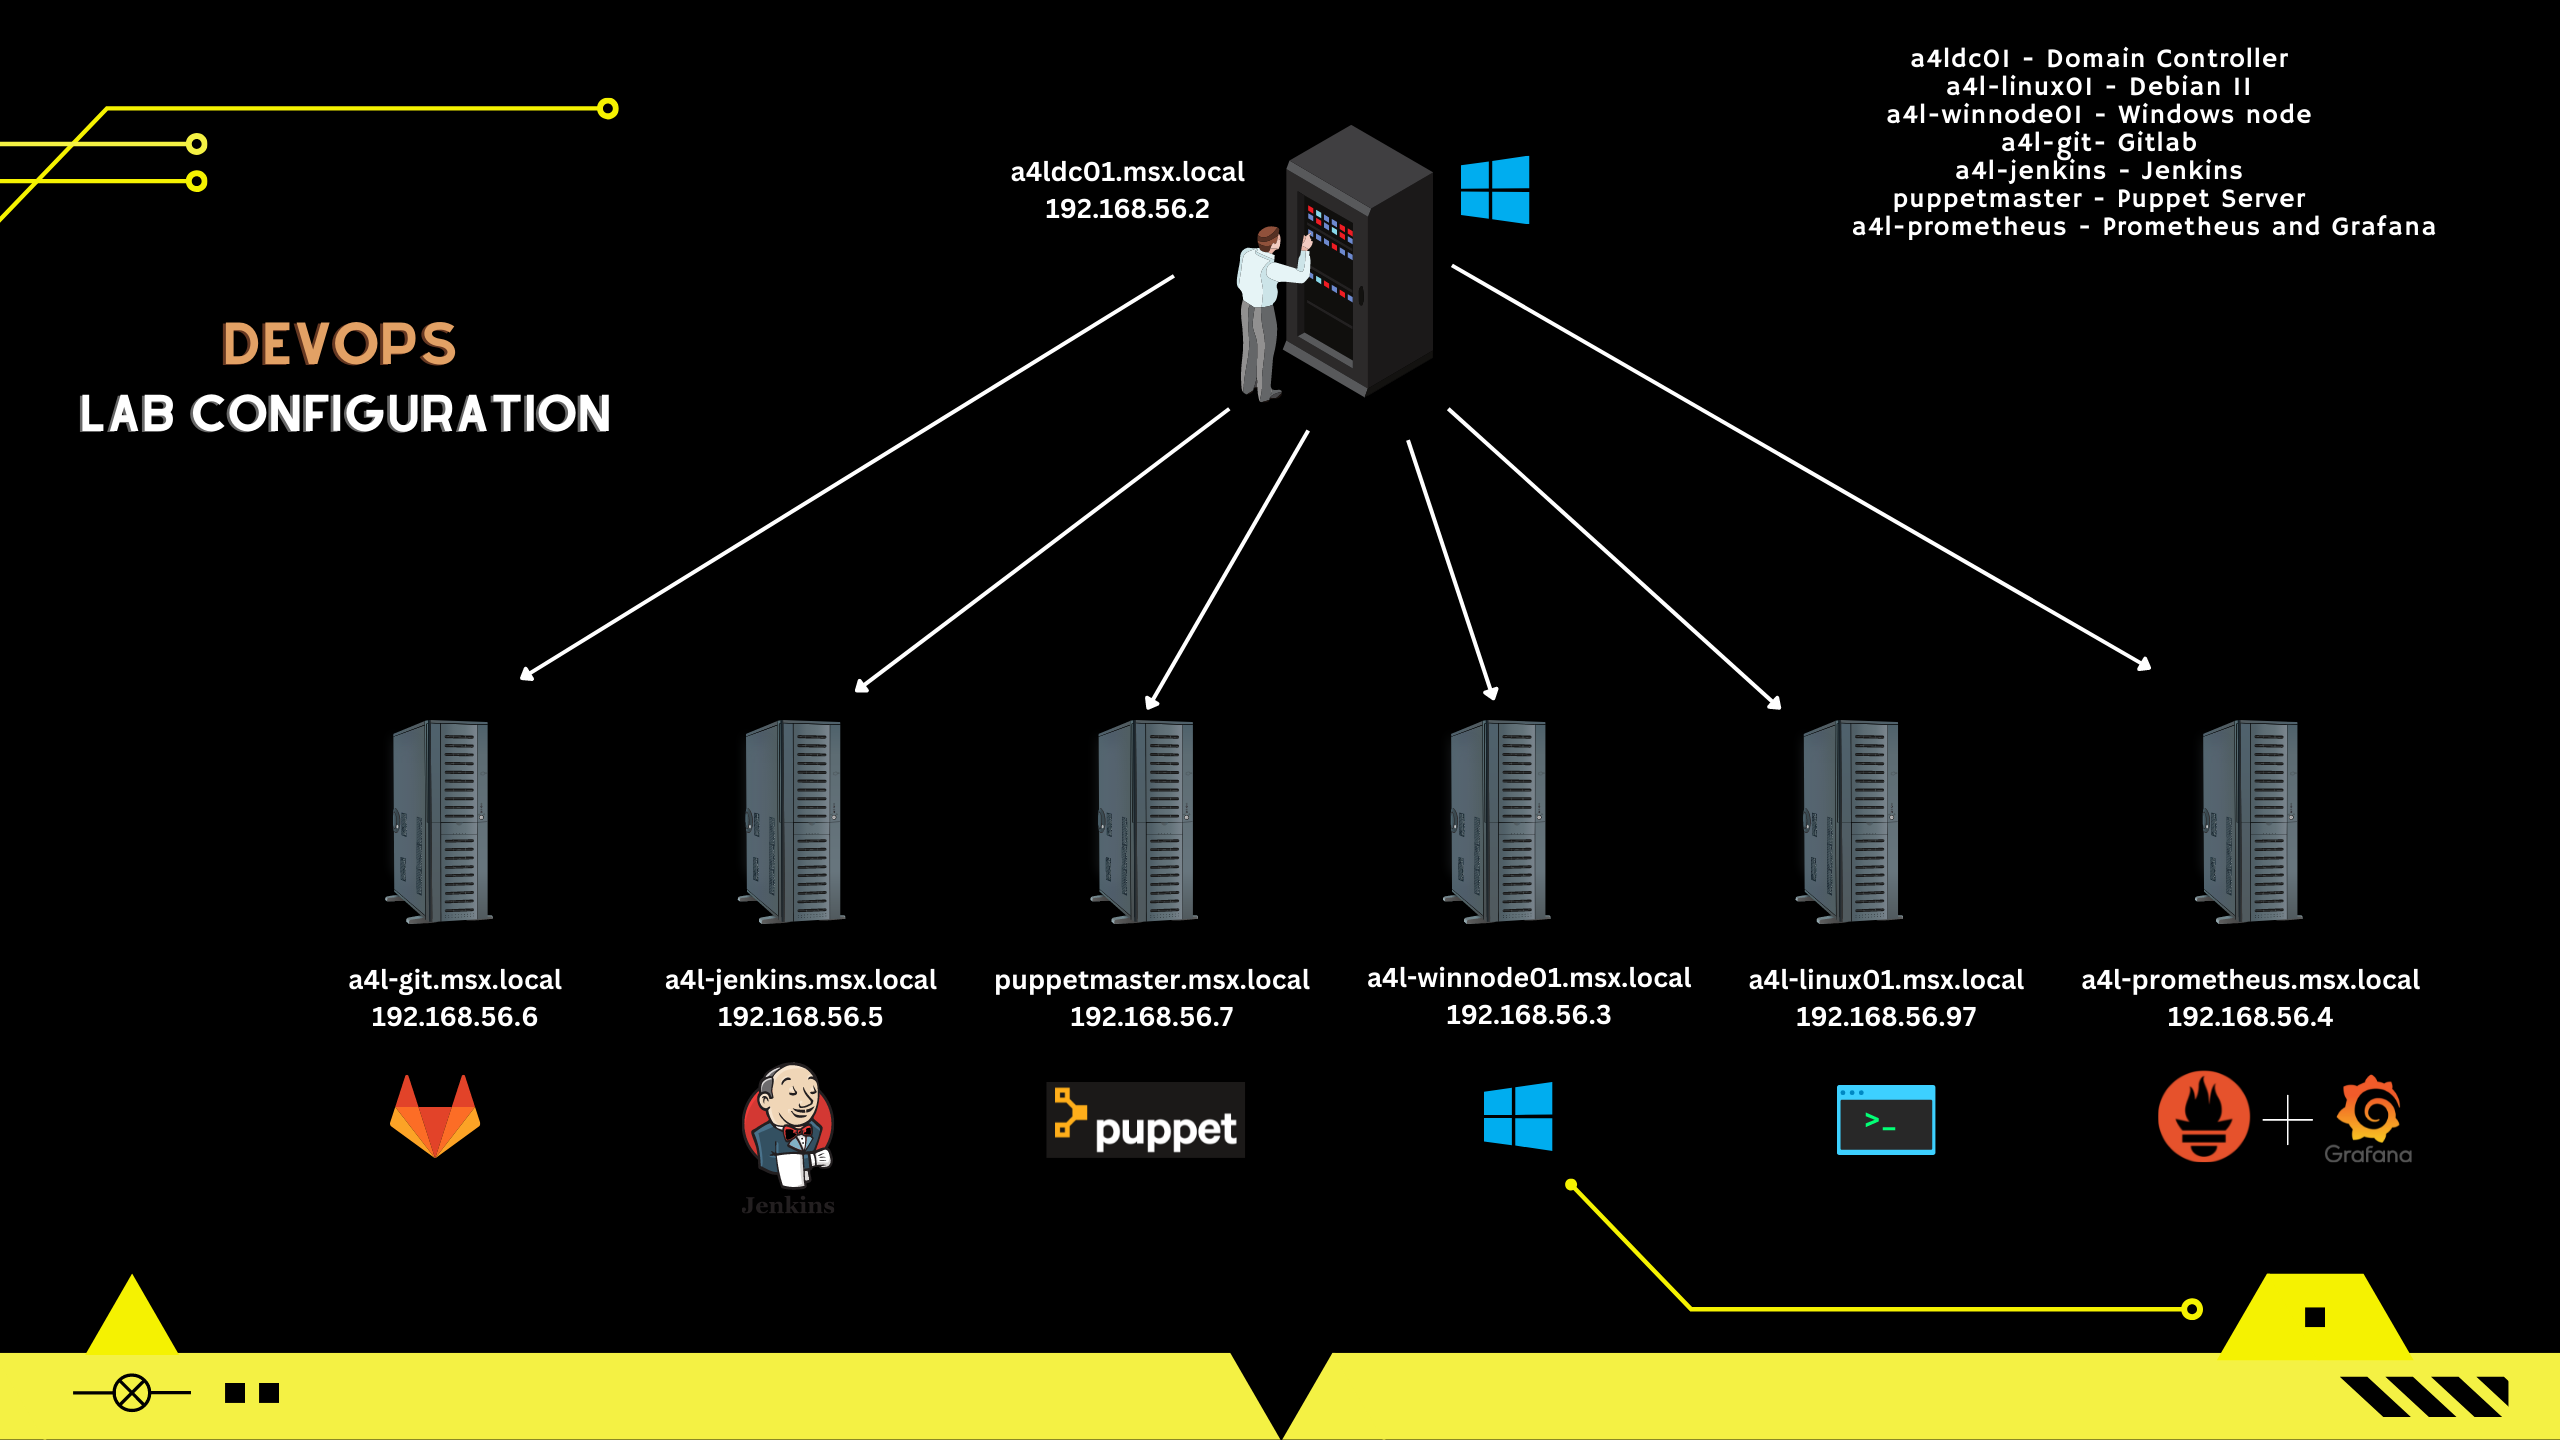 a4ldc01 - Domain Controller
a4l-linux01 - Debian 11
a4l-winnode01 - Windows node
a4l-git- Gitlab
a4l-jenkins - Jenkins
puppetmaster - Puppet Server
a4l-prometheus - Prometheus and Grafana
a4ldc01.msx.local
192.168.56.2
DEVOPS
LAB CONFIGURATION
a4l-git.msx.local
192.168.56.6
a4l-jenkins.msx.local
192.168.56.5
puppetmaster.msx.local
192.168.56.7
a4l-winnode01.msx.local
192.168.56.3
a4l-linux01.msx.local
192.168.56.97
a4l-prometheus.msx.local
192.168.56.4
Jenkins
puppet
>_
Grafana